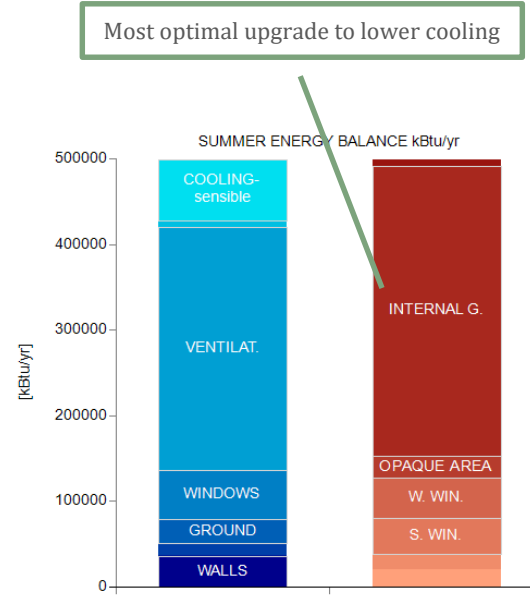 Most optimal upgrade to lower cooling
SUMMER ENERGY BALANCE kBtu/yr
500000
400000
300000
200000
100000
0
[kBtu/yr]
COOLING-
sensible
VENTILAT.
WINDOWS
GROUND
WALLS
INTERNAL G.
OPAQUE AREA
W. WIN.
S. WIN.